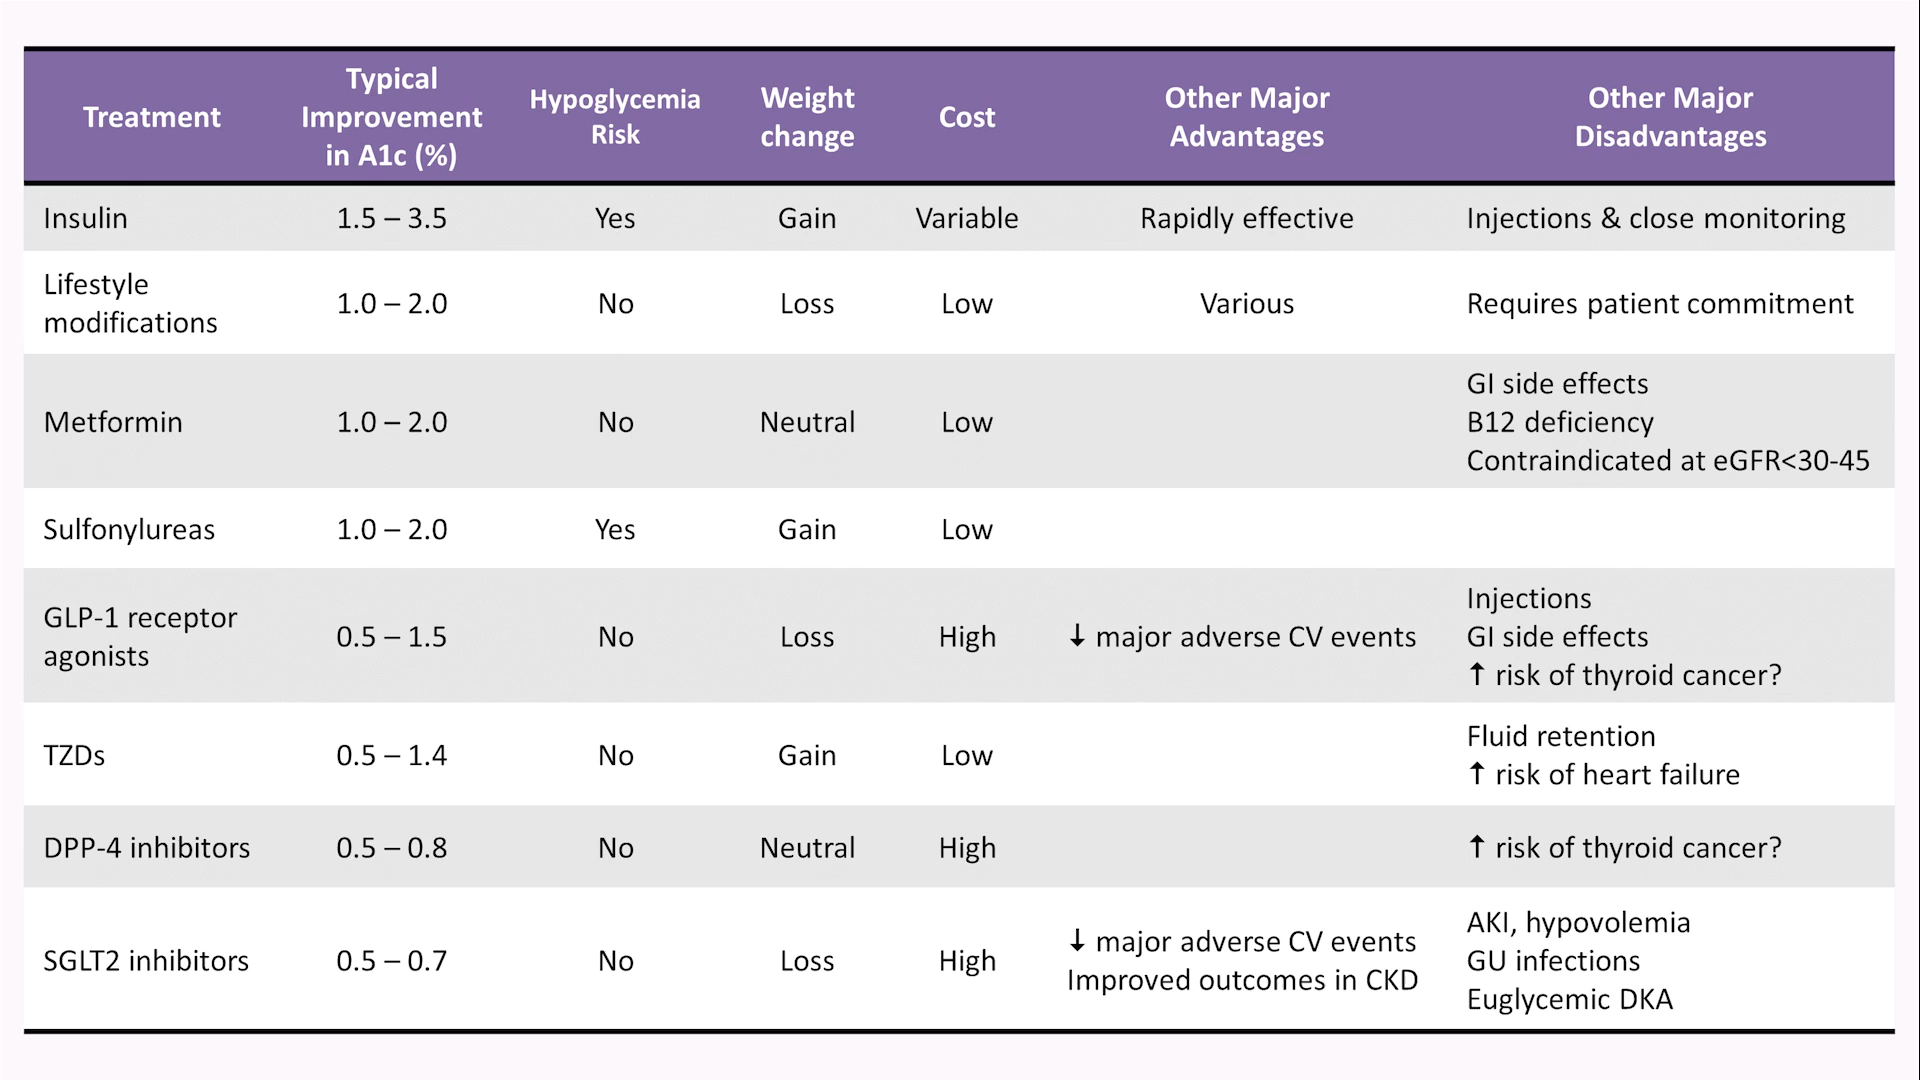 Treatment
Typical
Improvement
in A1c (%)
Hypoglycemia
Risk
Weight
change
Cost
Other Major
Advantages
Other Major
Disadvantages
Insulin
1.5 – 3.5
Yes
Gain
Variable
Rapidly effective
Injections & close monitoring
Lifestyle
modifications
1.0 – 2.0
No
Loss
Low
Various
Requires patient commitment
Metformin
1.0 – 2.0
No
Neutral
Low
GI side effects
B12 deficiency
Contraindicated at eGFR<30-45
Sulfonylureas
1.0 – 2.0
Yes
Gain
Low
GLP-1 receptor
agonists
0.5 – 1.5
No
Loss
High
↓ major adverse CV events
Injections
GI side effects
↑ risk of thyroid cancer?
TZDs
0.5 – 1.4
No
Gain
Low
Fluid retention
↑ risk of heart failure
DPP-4 inhibitors
0.5 – 0.8
No
Neutral
High
↑ risk of thyroid cancer?
SGLT2 inhibitors
0.5 – 0.7
No
Loss
High
↓ major adverse CV events
Improved outcomes in CKD
AKI, hypovolemia
GU infections
Euglycemic DKA